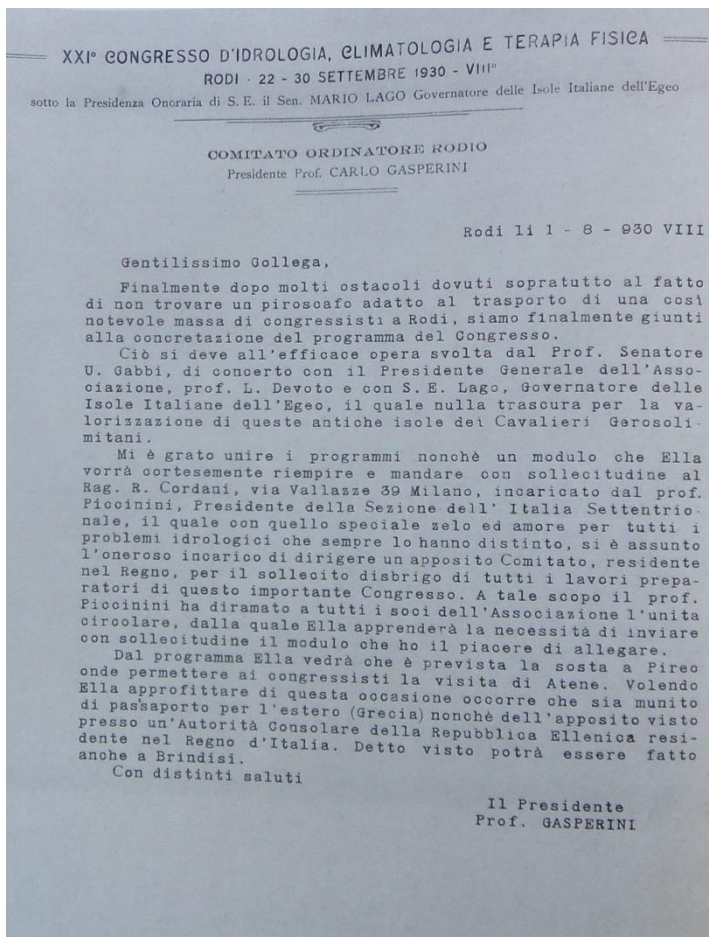 XXI° CONGRESSO D'IDROLOGIA, CLIMATOLOGIA E TERAPIA FISICA
RODI · 22 - 30 SETTEMBRE 1930 - VIII°
sotto la Presidenza Onoraria di S. E. il Sen. MARIO LAGO Governatore delle Isole Italiane dell'Egeo
COMITATO ORDINATORE RODIO
Presidente Prof. CARLO GASPERINI
Rodi li 1 - 8 - 930 VIII
Gentilissimo Gollega,
Finalmente dopo molti ostacoli dovuti sopratutto al fatto
di non trovare un piroscafo adatto al trasporto di una così
notevole massa di congressisti a Rodi, siamo finalmente giunti
alla concretazione del programma del Congresso.
Ciò si deve all'efficace opera svolta dal Prof. Senatore
U. Gabbi, di concerto con il Presidente Generale dell'Asso-
ciazione, prof. L. Devoto e con S. E. Lago, Governatore delle
Isole Italiane dell'Egeo, il quale nulla trascura per la va-
lorizzazione di queste antiche isole dei Cavalieri Gerosoli-
mitani.
Mi è grato unire i programmi nonchè un modulo che Ella
vorrà cortesemente riempire e mandare con sollecitudine al
Rag. R. Cordani, via Vallazze 39 Milano, incaricato dal prof.
Piccinini, Presidente della Sezione dell' Italia Settentrio-
nale, il quale con quello speciale zelo ed amore per tutti i
problemi idrologici che sempre lo hanno distinto, si è assunto
l'oneroso incarico di dirigere un apposito Comitato, residente
nel Regno, per il sollecito disbrigo di tutti i lavori prepa-
ratori di questo importante Congresso. A tale scopo il prof.
Piccinini ha diramato a tutti i soci dell'Associazione l'unita
circolare, dalla quale Ella apprenderà la necessità di inviare
con sollecitudine il modulo che ho il piacere di allegare.
Dal programma Ella vedrà che è prevista la sosta a Pireo
onde permettere ai congressisti la visita di Atene. Volendo
Ella approfittare di questa occasione occorre che sia munito
di passaporto per l'estero (Grecia) nonchè dell'apposito visto
presso un'Autorità Consolare della Repubblica Ellenica resi-
dente nel Regno d'Italia. Detto visto potrà essere fatto
anche a Brindisi.
Con distinti saluti
Il Presidente
Prof. GASPERINI